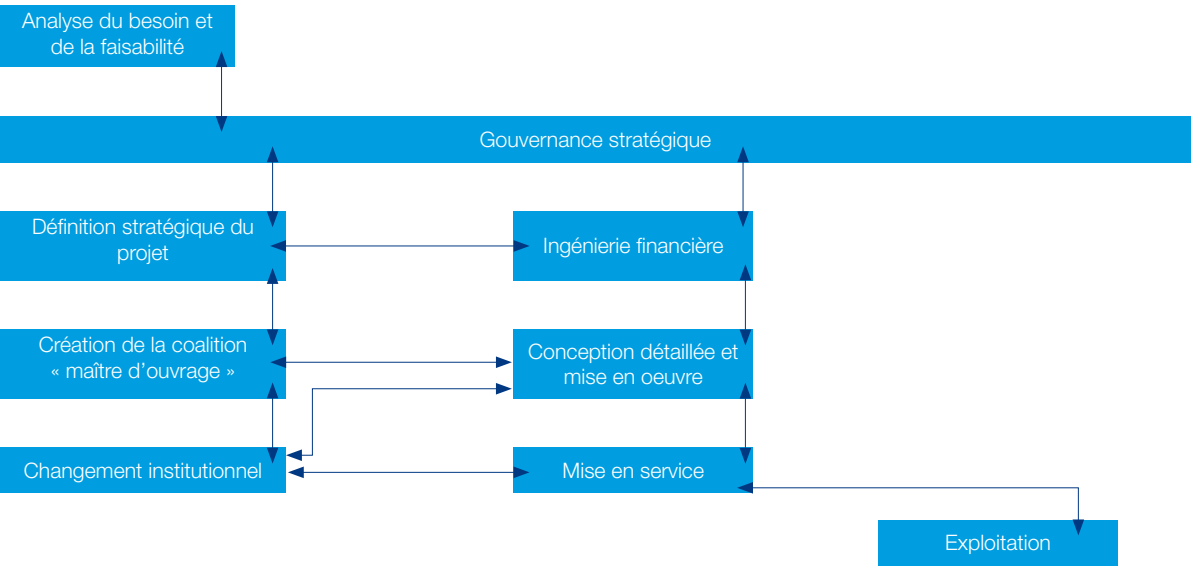 Analyse du besoin et
de la faisabilité
Gouvernance stratégique
Définition stratégique du
projet
Ingénierie financière
Création de la coalition
« maître d’ouvrage »
Conception détaillée et
mise en oeuvre
Changement institutionnel
Mise en service
Exploitation